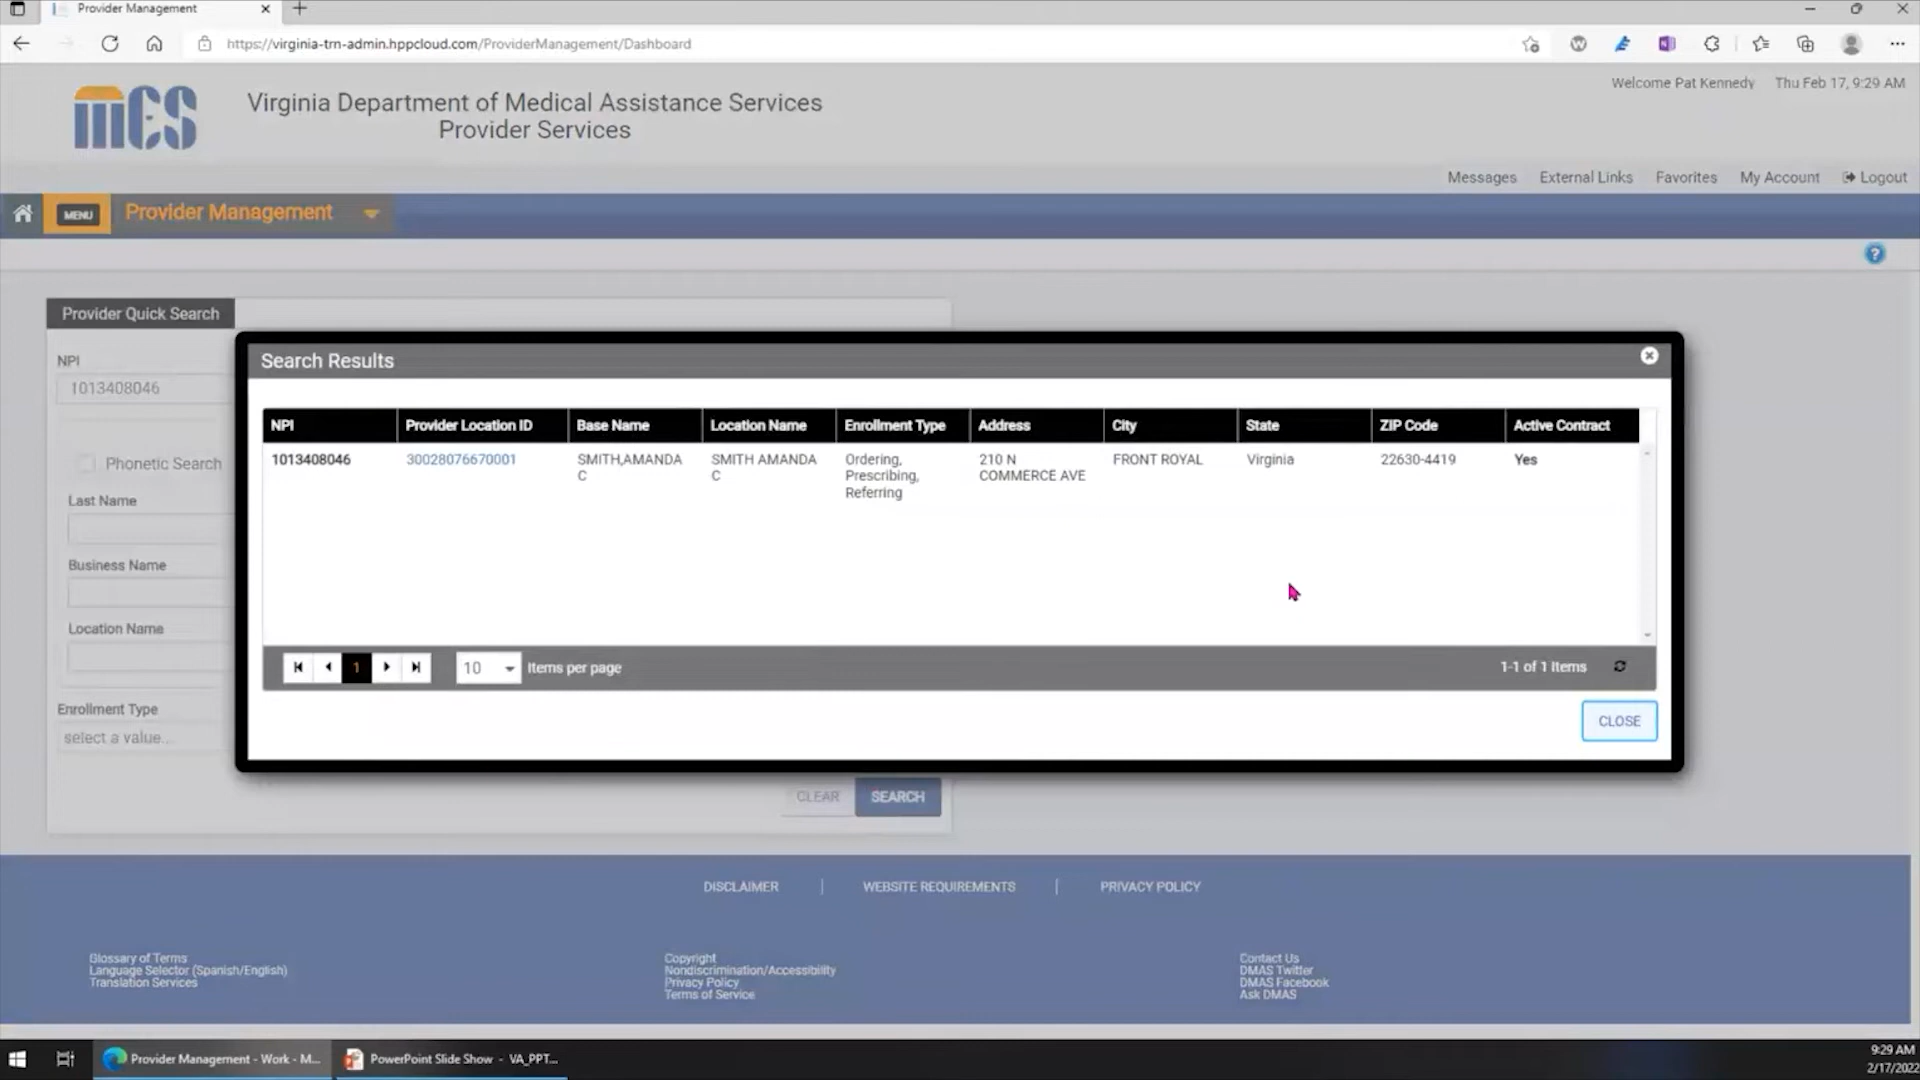 Provider Management
https://virginia-trn-admin.hppcloud.com/ProviderManagement/Dashboard
mES
Virginia Department of Medical Assistance Services
Provider Services
Welcome Pat Kennedy Thu Feb 17, 9:29 AM
Messages External Links Favorites My Account Logout
MENU Provider Management
?
Provider Quick Search
NPI
1013408046
Phonetic Search
Last Name
Business Name
Location Name
Enrollment Type
select a value...
CLEAR SEARCH
Search Results
NPI Provider Location ID Base Name Location Name Enrollment Type Address City State ZIP Code Active Contract
1013408046 30028076670001 SMITH,AMANDA SMITH AMANDA Ordering, 210 N FRONT ROYAL Virginia 22630-4419 Yes
C C Prescribing, COMMERCE AVE
Referring
1 10 Items per page 1-1 of 1 Items
CLOSE
DISCLAIMER | WEBSITE REQUIREMENTS | PRIVACY POLICY
Glossary of Terms
Language Selector (Spanish/English)
Translation Services
Copyright
Nondiscrimination/Accessibility
Privacy Policy
Terms of Service
Contact Us
DMAS Twitter
DMAS Facebook
Ask DMAS
Provider Management - Work - M... PowerPoint Slide Show - VA_PPT...
9:29 AM
2/17/2022